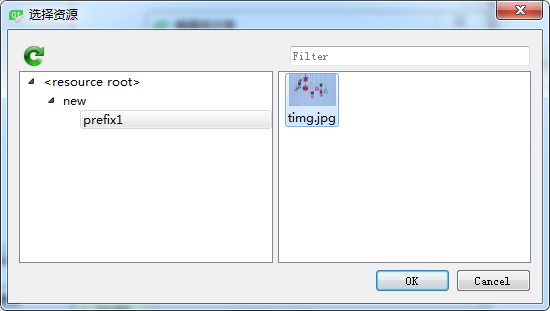 选择资源
Filter
<resource root>
new
prefix1
timg.jpg
OK
Cancel